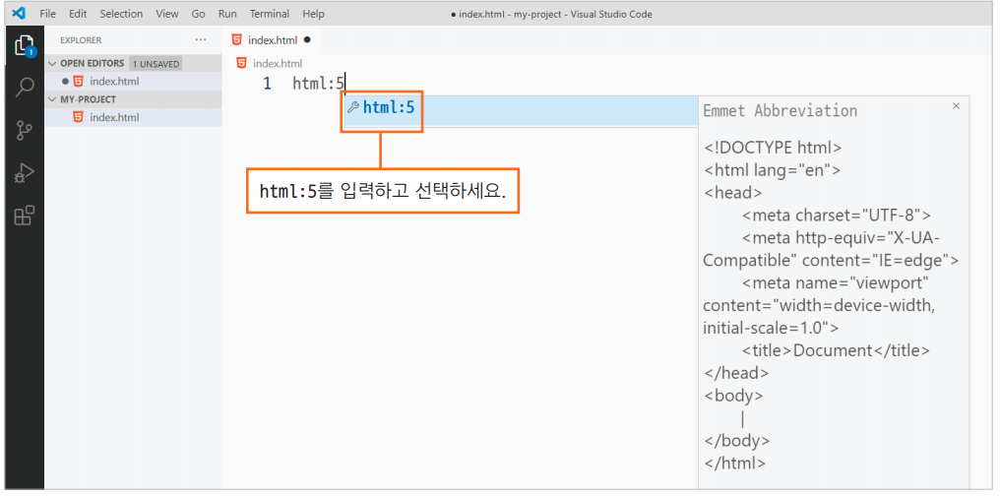 File Edit Selection View Go Run Terminal Help
● index.html - my-project - Visual Studio Code
1
EXPLORER ···
OPEN EDITORS 1 UNSAVED
● index.html
MY-PROJECT
index.html
index.html ●
index.html
1 html:5
html:5
html:5를 입력하고 선택하세요.
Emmet Abbreviation ×
<!DOCTYPE html>
<html lang="en">
<head>
<meta charset="UTF-8">
<meta http-equiv="X-UA-
Compatible" content="IE=edge">
<meta name="viewport"
content="width=device-width,
initial-scale=1.0">
<title>Document</title>
</head>
<body>
|
</body>
</html>